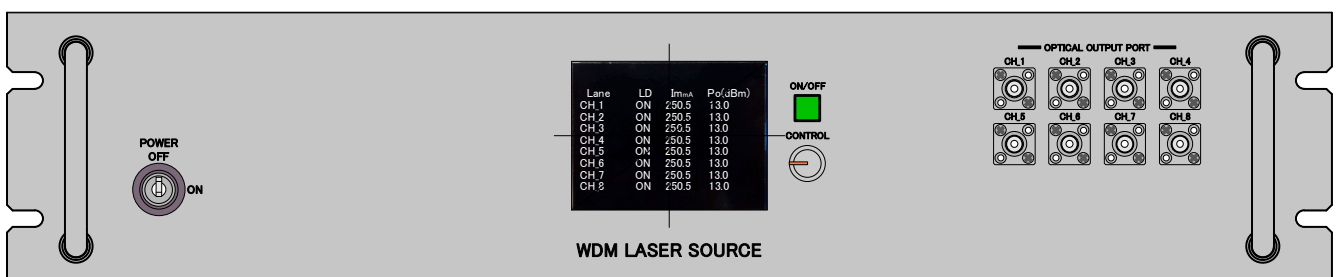 POWER
OFF
ON
Lane LD ImmA Po(dBm)
CH_1 ON 250.5 13.0
CH_2 ON 250.5 13.0
CH_3 ON 250.5 13.0
CH_4 ON 250.5 13.0
CH_5 ON 250.5 13.0
CH_6 ON 250.5 13.0
CH_7 ON 250.5 13.0
CH_8 ON 250.5 13.0
WDM LASER SOURCE
ON/OFF
CONTROL
OPTICAL OUTPUT PORT
CH_1 CH_2 CH_3 CH_4
CH_5 CH_6 CH_7 CH_8